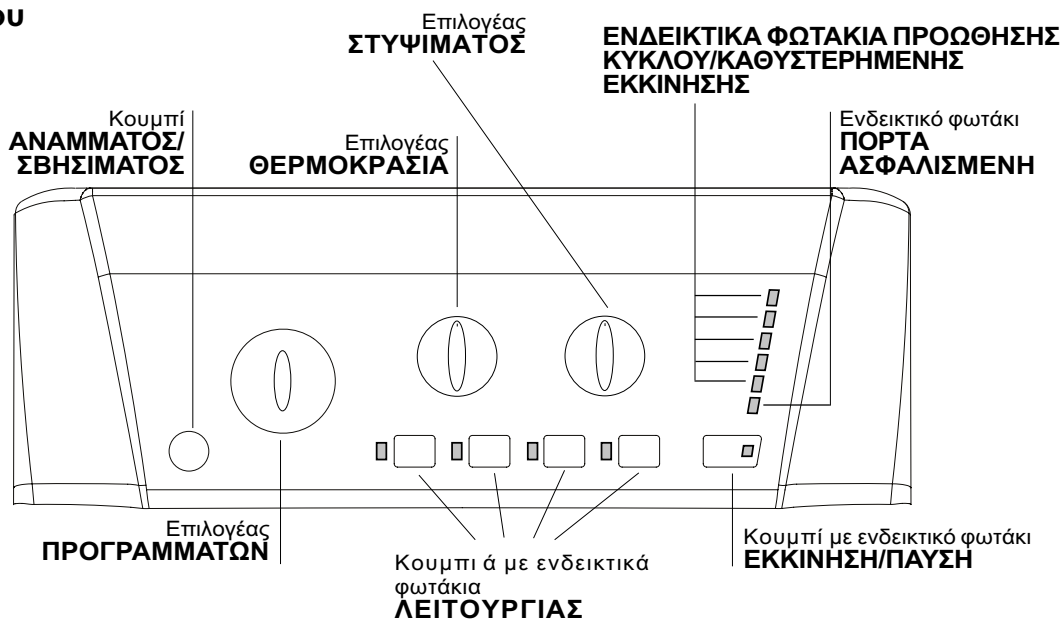 ου
Επιλογέας
ΣΤΥΨΙΜΑΤΟΣ
ΕΝΔΕΙΚΤΙΚΑ ΦΩΤΑΚΙΑ ΠΡΟΩΘΗΣΗΣ
ΚΥΚΛΟΥ/ΚΑΘΥΣΤΕΡΗΜΕΝΗΣ
ΕΚΚΙΝΗΣΗΣ
Κουμπί
ΑΝΑΜΜΑΤΟΣ/
ΣΒΗΣΙΜΑΤΟΣ
Επιλογέας
ΘΕΡΜΟΚΡΑΣΙΑ
Ενδεικτικό φωτάκι
ΠΟΡΤΑ
ΑΣΦΑΛΙΣΜΕΝΗ
Επιλογέας
ΠΡΟΓΡΑΜΜΑΤΩΝ
Κουμπι ά με ενδεικτικά
φωτάκια
ΛΕΙΤΟΥΡΓΙΑΣ
Κουμπί με ενδεικτικό φωτάκι
ΕΚΚΙΝΗΣΗ/ΠΑΥΣΗ